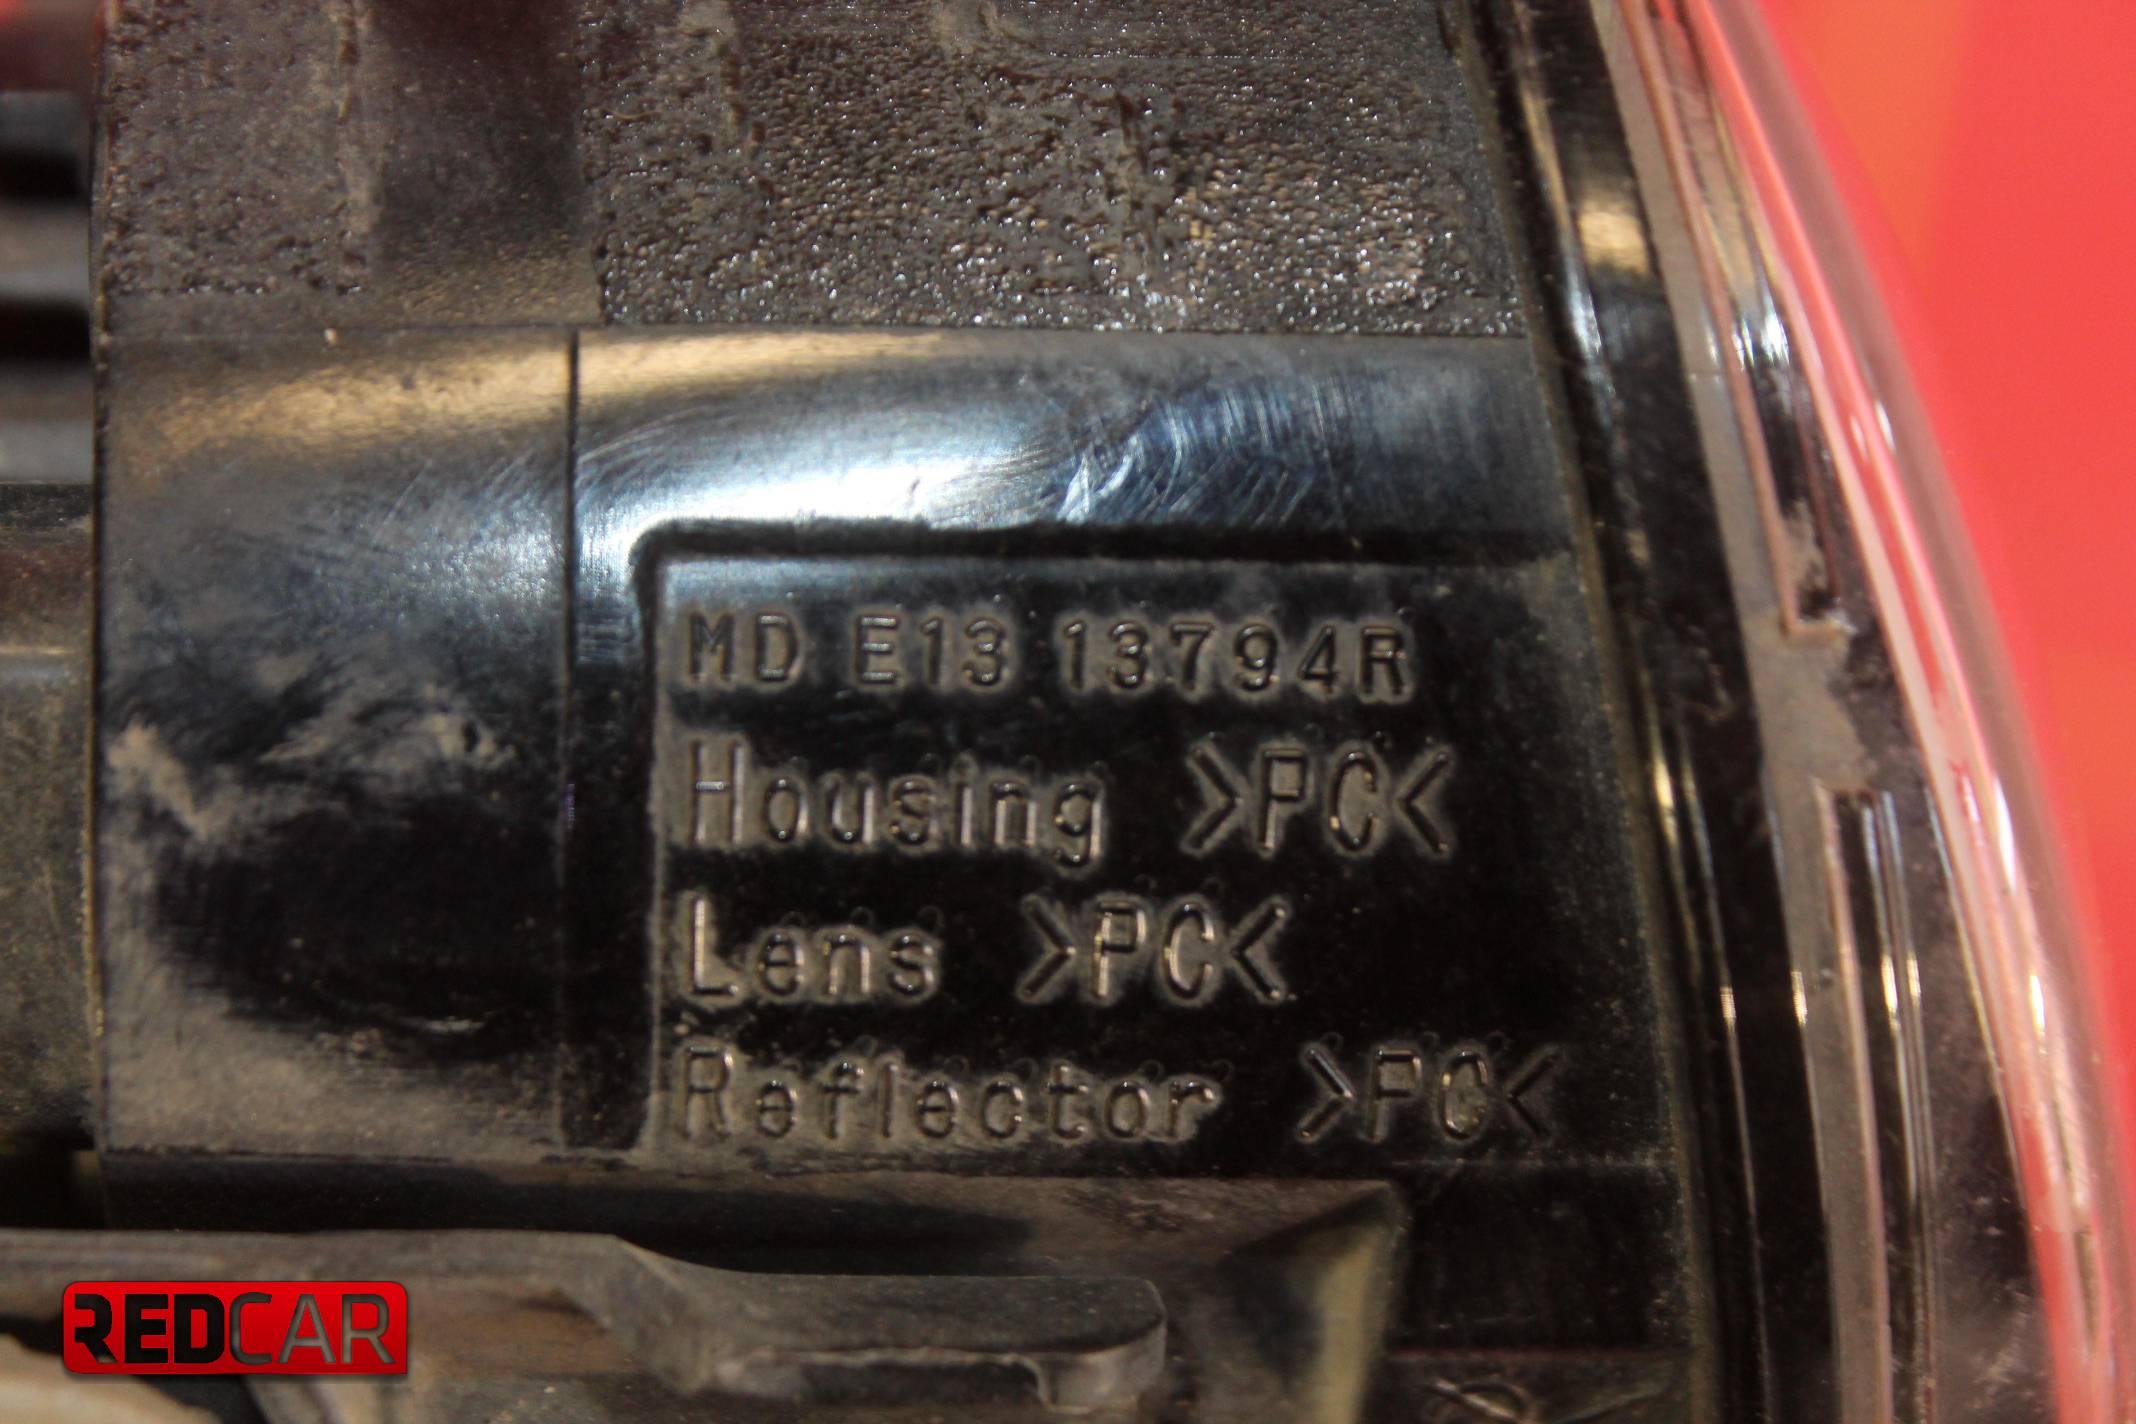 MD E13 13794R
Housing >PC<
Lens >PC<
Reflector >PC<
REDCAR